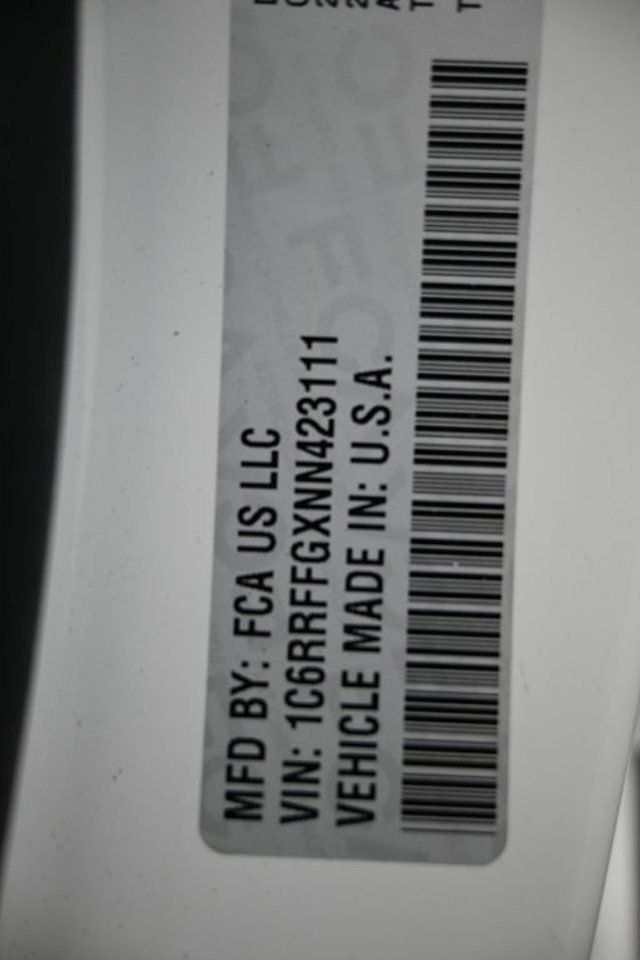 MFD BY: FCA US LLC
VIN: 1C6RRFFGXNN423111
VEHICLE MADE IN: U.S.A.